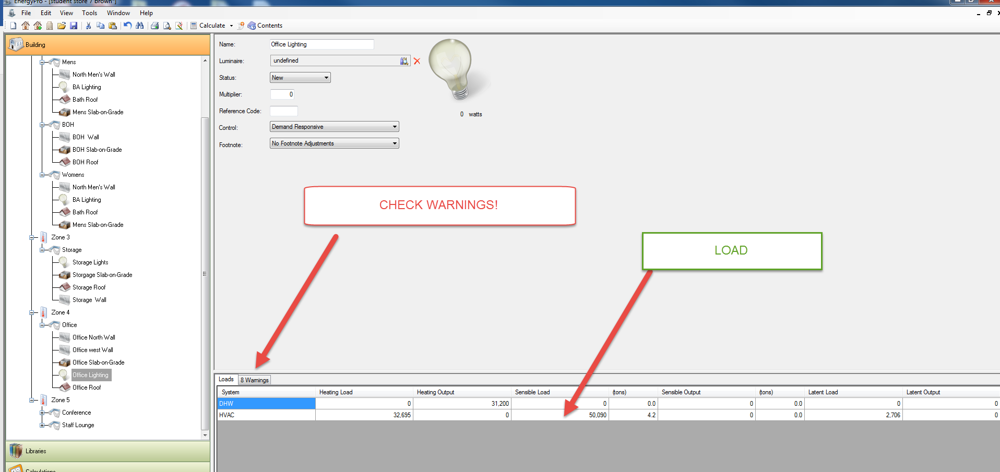 EnergyPro - [student store 7 brown*]
File Edit View Tools Window Help
Calculate Contents
Building
Mens
North Men's Wall
BA Lighting
Bath Roof
Mens Slab-on-Grade
BOH
BOH Wall
BOH Slab-on-Grade
BOH Roof
Womens
North Men's Wall
BA Lighting
Bath Roof
Mens Slab-on-Grade
Zone 3
Storage
Storage Lights
Storgage Slab-on-Grade
Storage Roof
Storage Wall
Zone 4
Office
Office North Wall
Office west Wall
Office Slab-on-Grade
Office Lighting
Office Roof
Zone 5
Conference
Staff Lounge
Libraries
Calculations
Name: Office Lighting
Luminaire: undefined
Status: New
Multiplier: 0
Reference Code:
0 watts
Control: Demand Responsive
Footnote: No Footnote Adjustments
CHECK WARNINGS!
LOAD
Loads 8 Warnings
System Heating Load Heating Output Sensible Load (tons) Sensible Output (tons) Latent Load Latent Output
DHW 0 31,200 0 0.0 0 0.0 0 0
HVAC 32,695 0 50,090 4.2 0 0.0 2,706 0